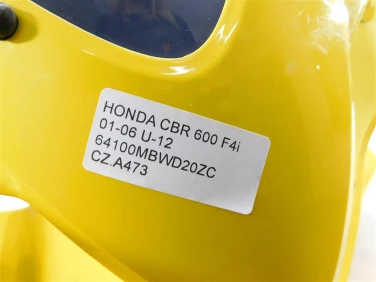 HONDA CBR 600 F4i
01-06 U-12
64100MBWD20ZC
CZ.A473